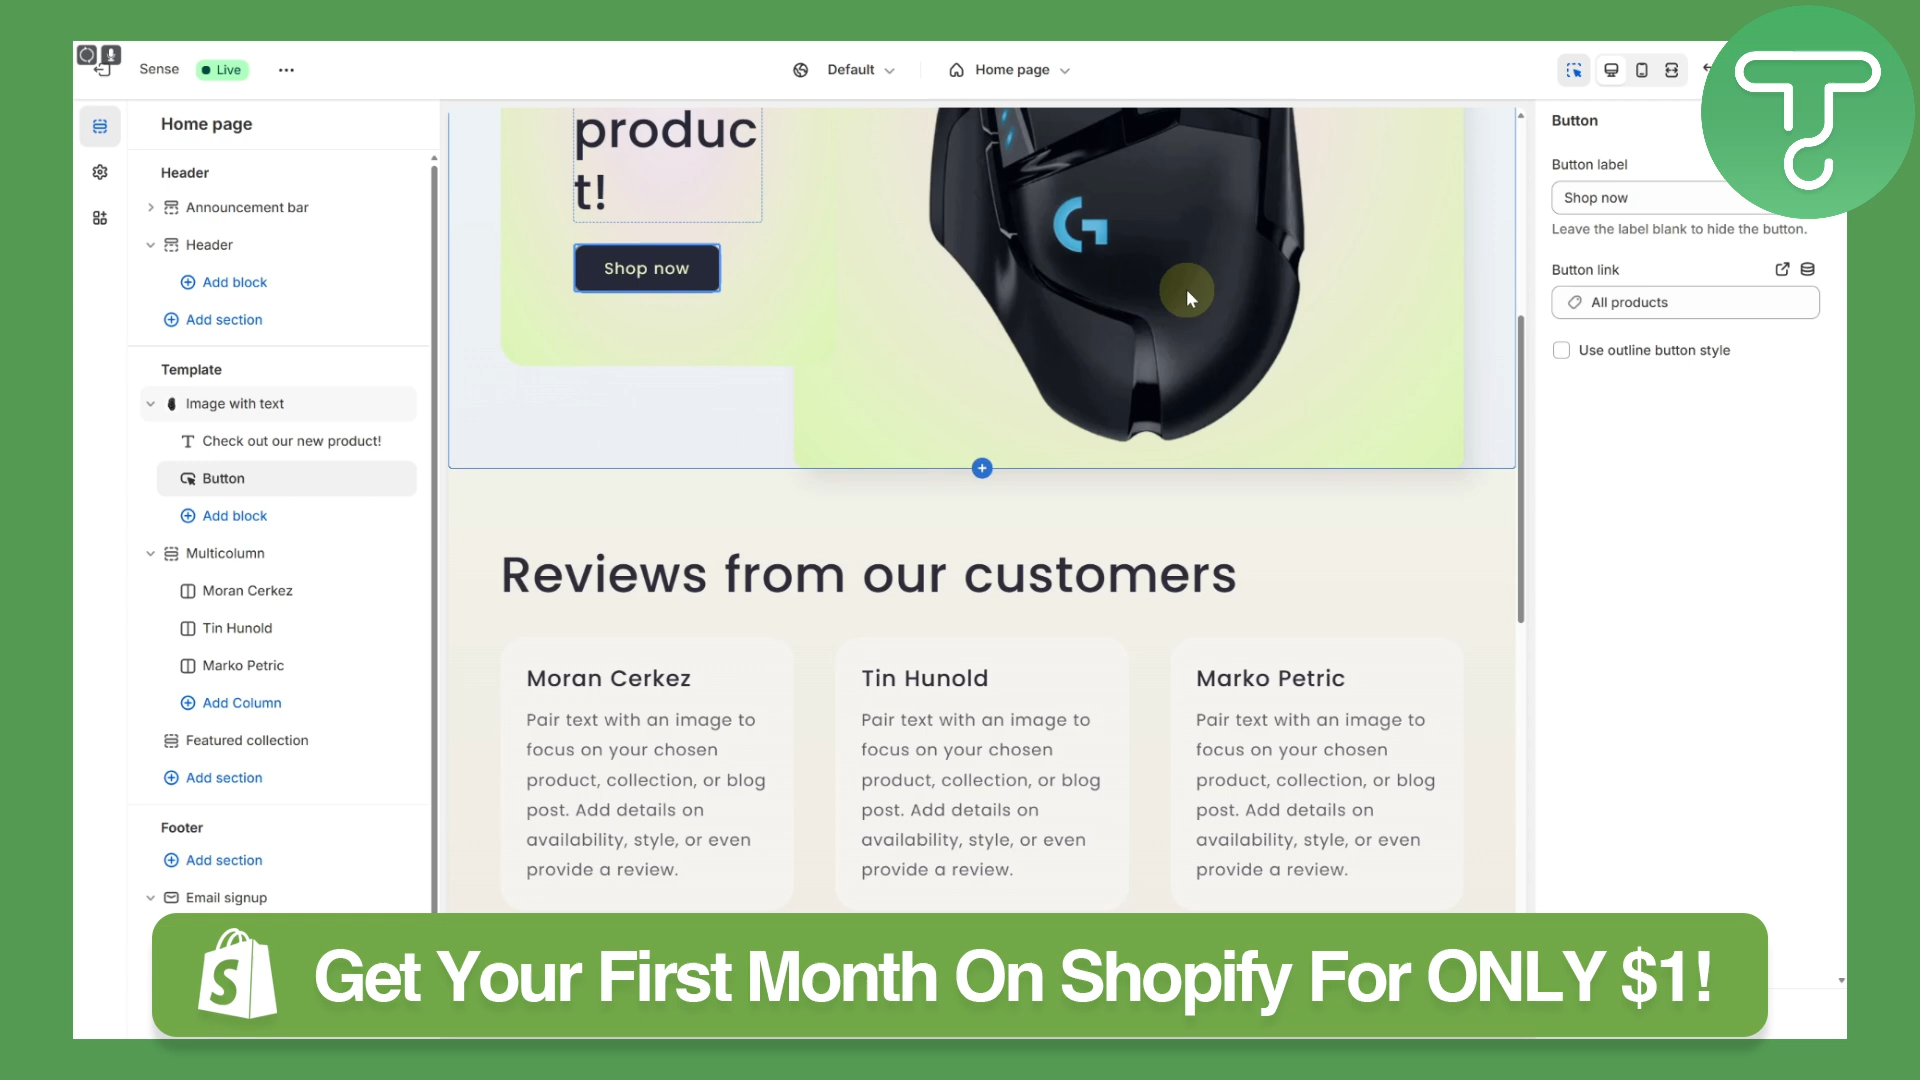 Sense
Live
Default
Home page
Home page
Header
Announcement bar
Header
Add block
Add section
Template
Image with text
Check out our new product!
Button
Add block
Multicolumn
Moran Cerkez
Tin Hunold
Marko Petric
Add Column
Featured collection
Add section
Footer
Add section
Email signup
produc
t!
Shop now
Reviews from our customers
Moran Cerkez
Pair text with an image to
focus on your chosen
product, collection, or blog
post. Add details on
availability, style, or even
provide a review.
Tin Hunold
Pair text with an image to
focus on your chosen
product, collection, or blog
post. Add details on
availability, style, or even
provide a review.
Marko Petric
Pair text with an image to
focus on your chosen
product, collection, or blog
post. Add details on
availability, style, or even
provide a review.
Button
Button label
Shop now
Leave the label blank to hide the button.
Button link
All products
Use outline button style
Get Your First Month On Shopify For ONLY $1!